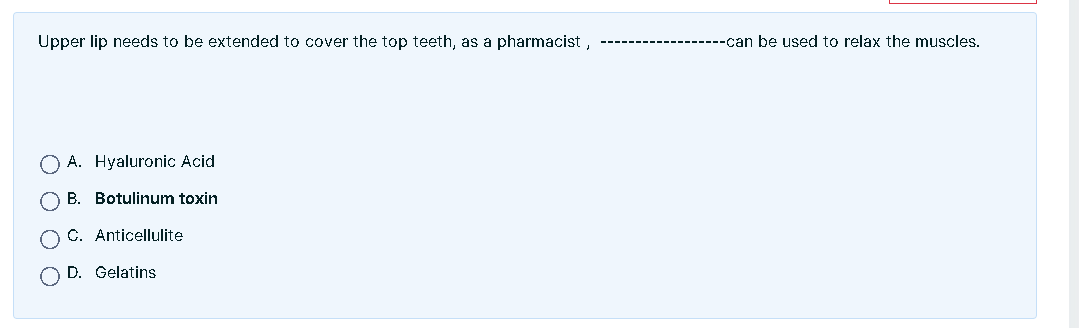 Upper lip needs to be extended to cover the top teeth, as a pharmacist , ------------------can be used to relax the muscles.
A. Hyaluronic Acid
B. Botulinum toxin
C. Anticellulite
D. Gelatins